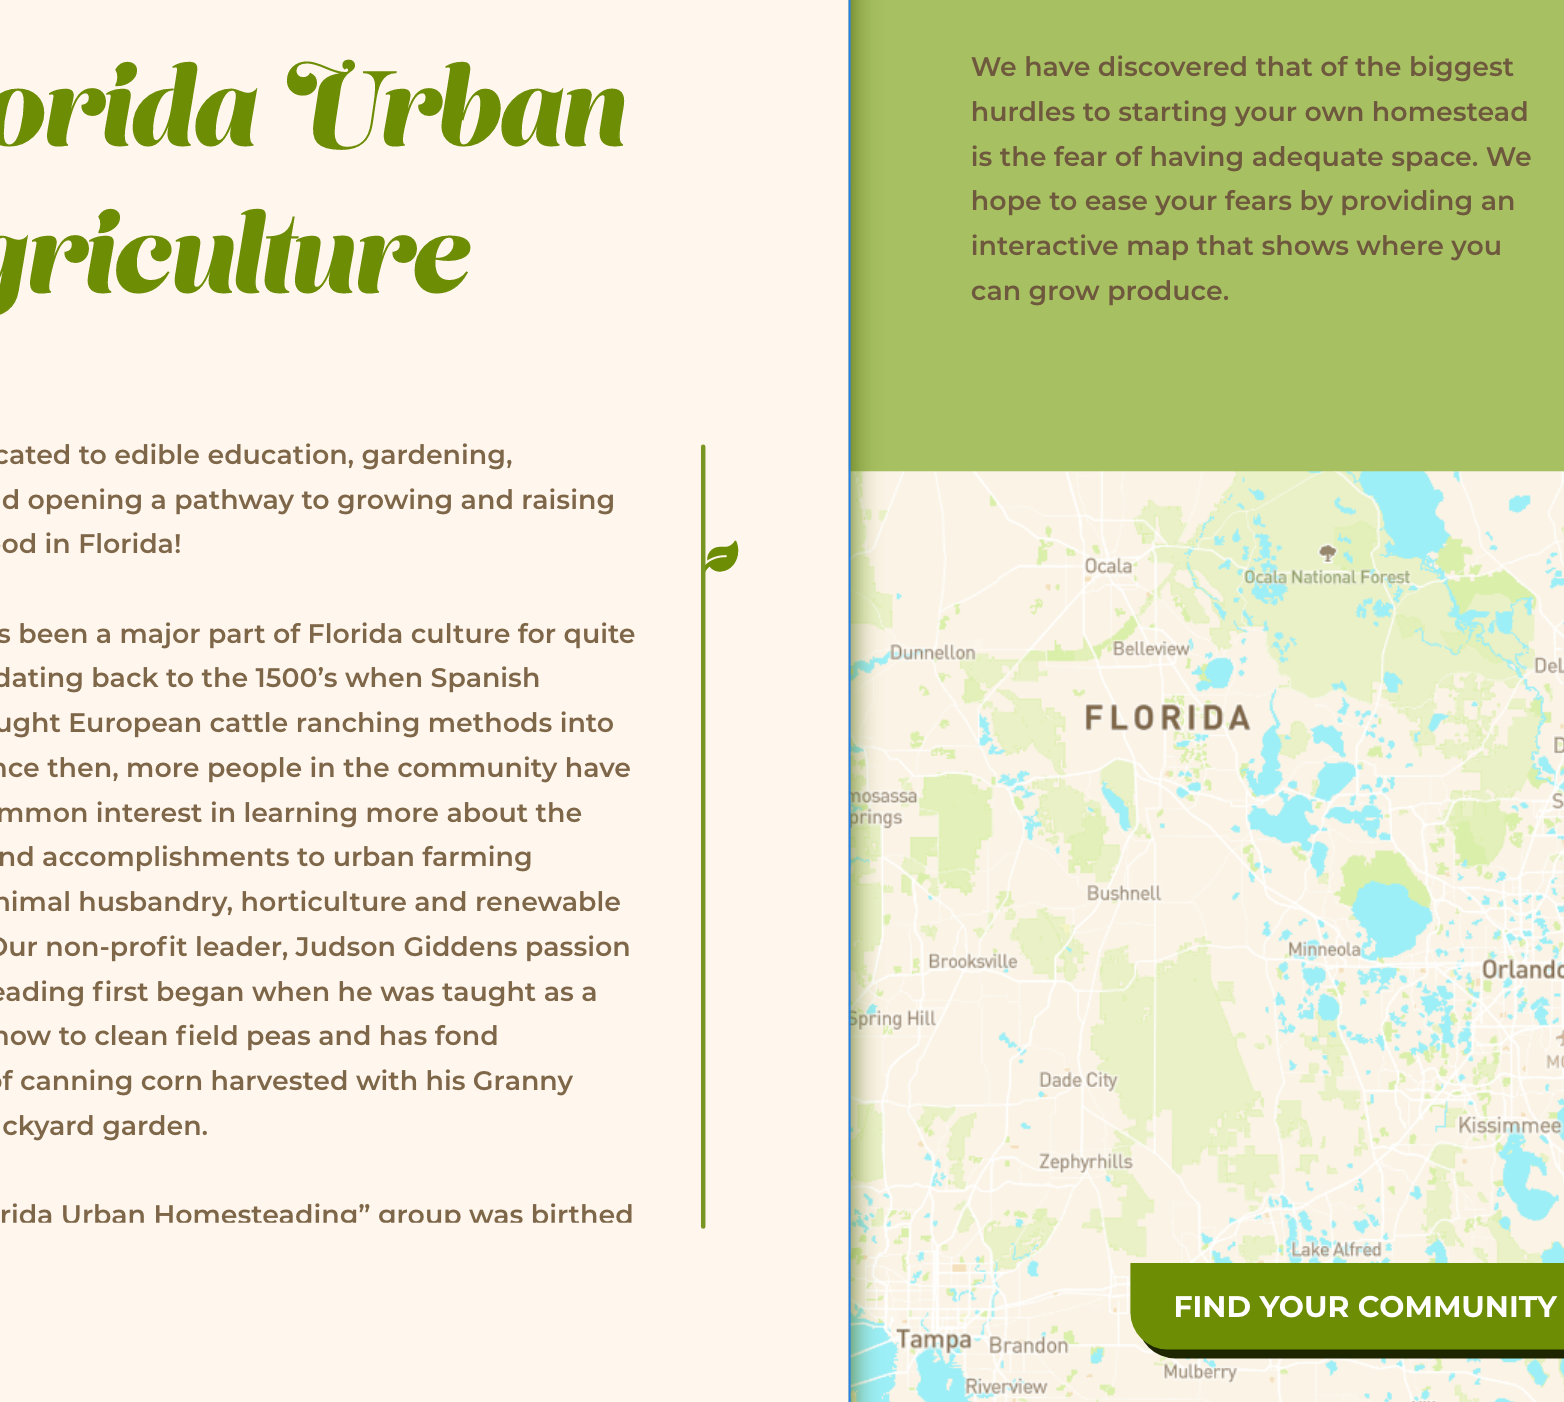 orida Urban
griculture
cated to edible education, gardening,
d opening a pathway to growing and raising
ood in Florida!
s been a major part of Florida culture for quite
dating back to the 1500’s when Spanish
ught European cattle ranching methods into
nce then, more people in the community have
mmon interest in learning more about the
nd accomplishments to urban farming
nimal husbandry, horticulture and renewable
Our non-profit leader, Judson Giddens passion
eading first began when he was taught as a
how to clean field peas and has fond
of canning corn harvested with his Granny
ckyard garden.
rida Urban Homesteading” group was birthed
We have discovered that of the biggest
hurdles to starting your own homestead
is the fear of having adequate space. We
hope to ease your fears by providing an
interactive map that shows where you
can grow produce.
Ocala
Ocala National Forest
Dunnellon
Belleview
Del
FLORIDA
D
mosassa
prings
S
Bushnell
Brooksville
Minneola
Orlando
Spring Hill
MC
Dade City
Kissimmee
Zephyrhills
Lake Alfred
FIND YOUR COMMUNITY
Tampa
Brandon
Mulberry
Riverview